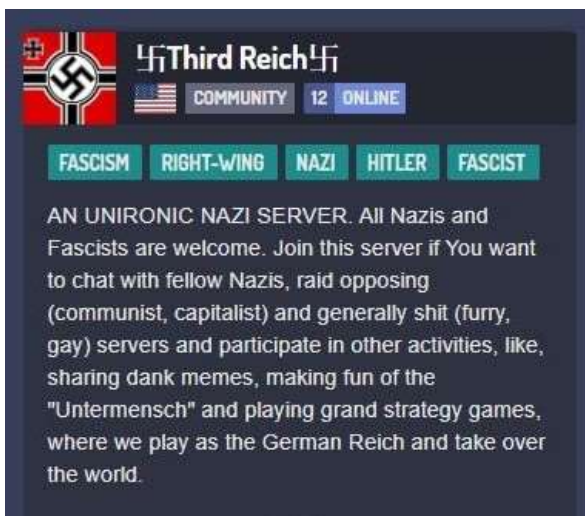 卐Third Reich卐
COMMUNITY 12 ONLINE
FASCISM RIGHT-WING NAZI HITLER FASCIST
AN UNIRONIC NAZI SERVER. All Nazis and
Fascists are welcome. Join this server if You want
to chat with fellow Nazis, raid opposing
(communist, capitalist) and generally shit (furry,
gay) servers and participate in other activities, like,
sharing dank memes, making fun of the
"Untermensch" and playing grand strategy games,
where we play as the German Reich and take over
the world.